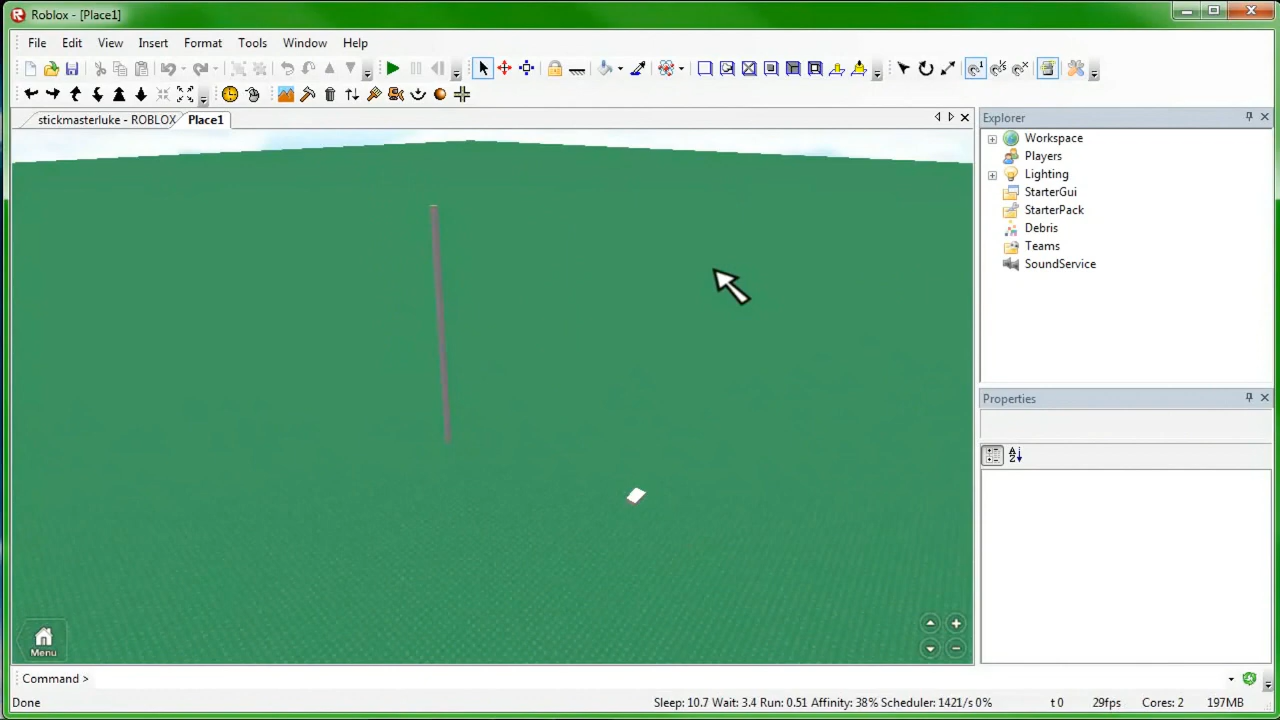 Roblox - [Place1]
File Edit View Insert Format Tools Window Help
stickmasterluke - ROBLOX Place1
Explorer
Workspace
Players
Lighting
StarterGui
StarterPack
Debris
Teams
SoundService
Properties
Menu
Command >
Done Sleep: 10.7 Wait: 3.4 Run: 0.51 Affinity: 38% Scheduler: 1421/s 0% t 0 29fps Cores: 2 197MB